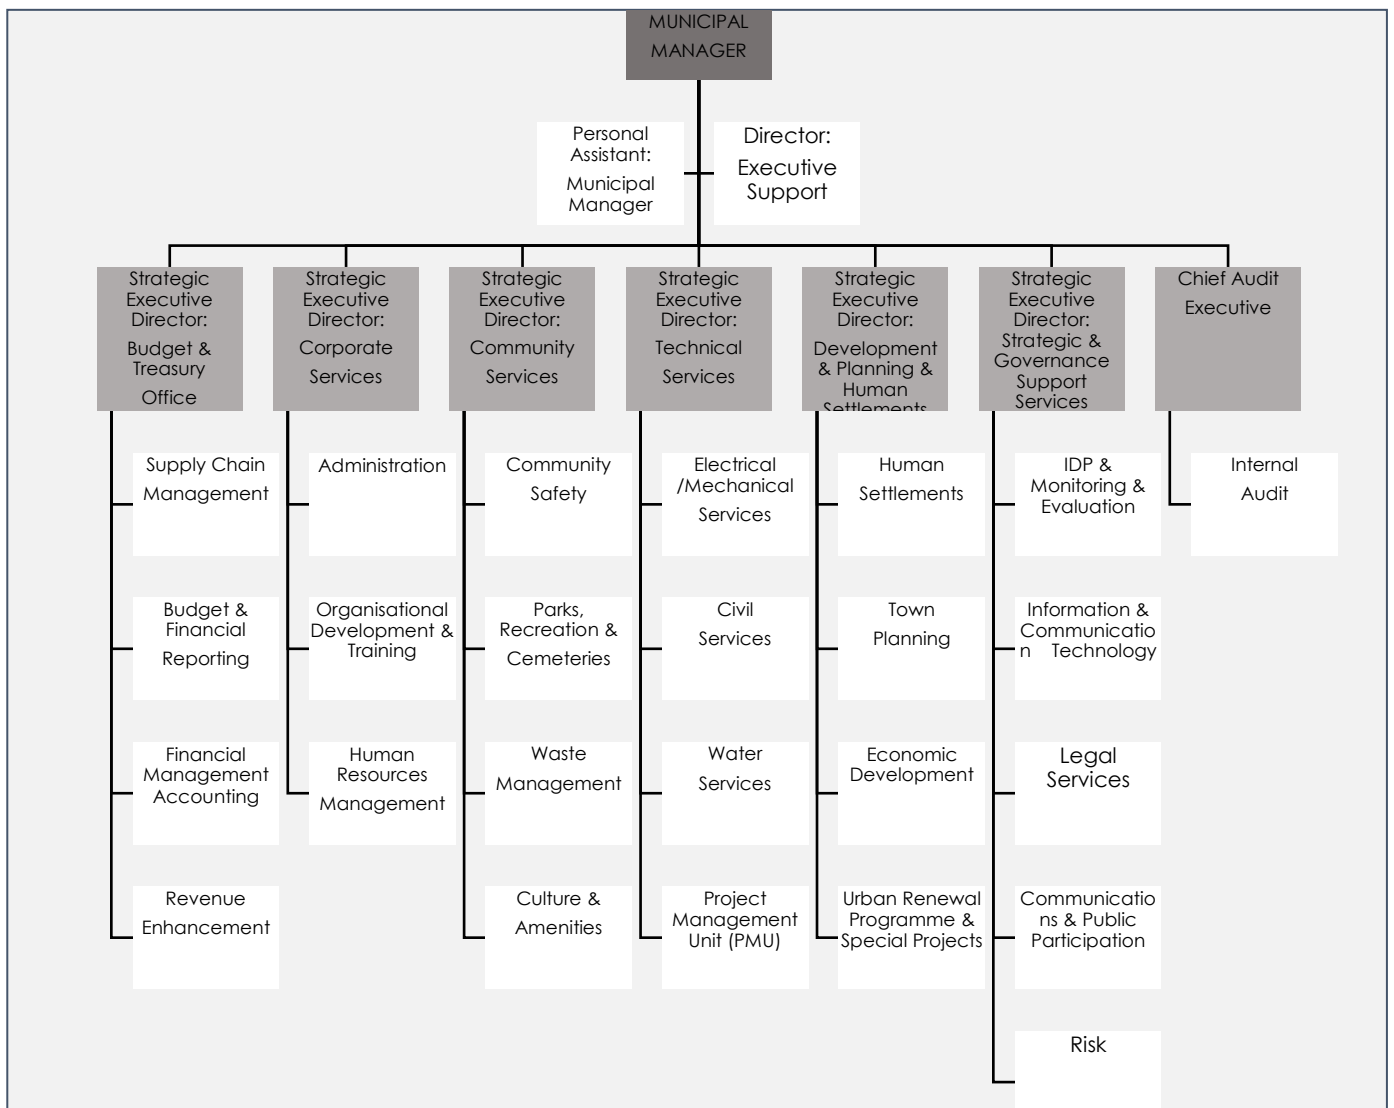 MUNICIPAL
MANAGER
Personal
Assistant:
Municipal
Manager
Director:
Executive
Support
Strategic
Executive
Director:
Budget &
Treasury
Office
Strategic
Executive
Director:
Corporate
Services
Strategic
Executive
Director:
Community
Services
Strategic
Executive
Director:
Technical
Services
Strategic
Executive
Director:
Development
& Planning &
Human
Settlements
Strategic
Executive
Director:
Strategic &
Governance
Support
Services
Chief Audit
Executive
Supply Chain
Management
Administration
Community
Safety
Electrical
/Mechanical
Services
Human
Settlements
IDP &
Monitoring &
Evaluation
Internal
Audit
Budget &
Financial
Reporting
Organisational
Development &
Training
Parks,
Recreation &
Cemeteries
Civil
Services
Town
Planning
Information &
Communicatio
n Technology
Financial
Management
Accounting
Human
Resources
Management
Waste
Management
Water
Services
Economic
Development
Legal
Services
Revenue
Enhancement
Culture &
Amenities
Project
Management
Unit (PMU)
Urban Renewal
Programme &
Special Projects
Communicatio
ns & Public
Participation
Risk